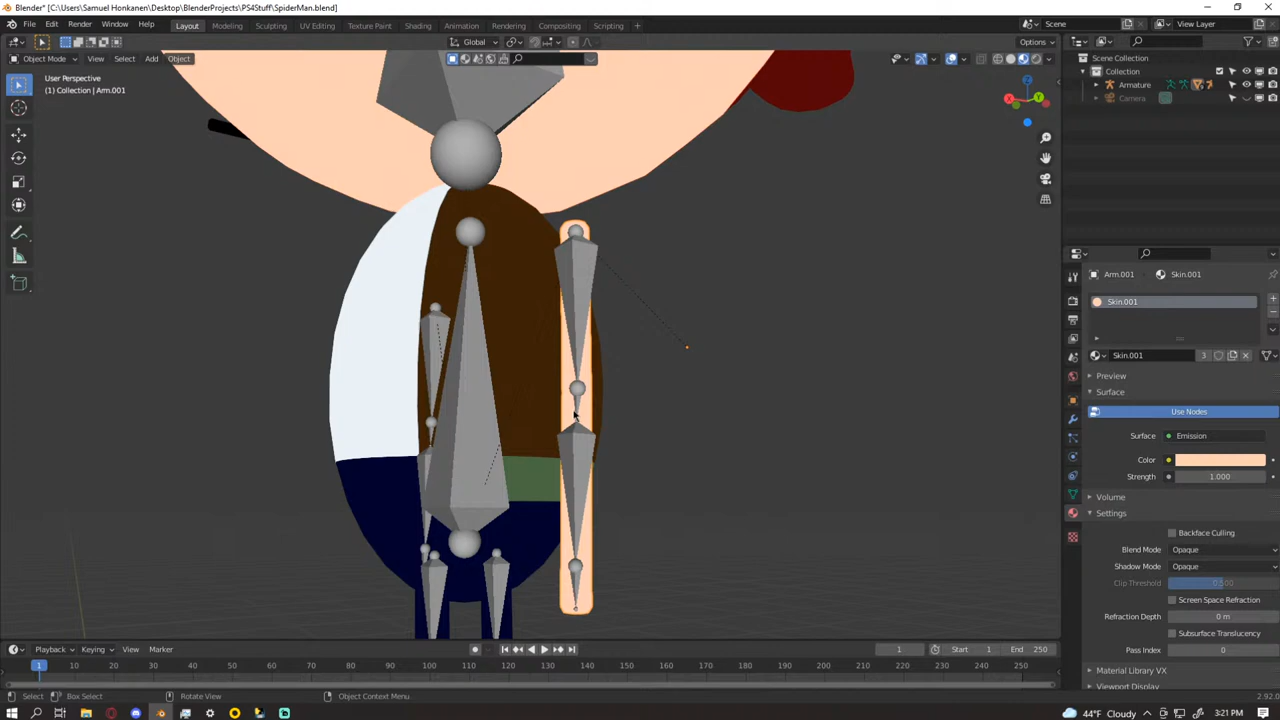 Blender* [C:\Users\Samuel Honkanen\Desktop\BlenderProjects\PS4Stuff\SpiderMan.blend]
File Edit Render Window Help Layout Modeling Sculpting UV Editing Texture Paint Shading Animation Rendering Compositing Scripting + Scene View Layer
Global Options
Object Mode View Select Add Object
Scene Collection
Collection
Armature
Camera
User Perspective
(1) Collection | Arm.001
X Y Z
Arm.001 Skin.001
Skin.001
Skin.001 3
Preview
Surface
Use Nodes
Surface Emission
Color
Strength 1.000
Volume
Settings
Backface Culling
Blend Mode Opaque
Shadow Mode Opaque
Clip Threshold 0.500
Screen Space Refraction
Refraction Depth 0 m
Subsurface Translucency
Pass Index 0
Material Library VX
Viewport Display
Playback Keying View Marker 1 Start 1 End 250
1 10 20 30 40 50 60 70 80 90 100 110 120 130 140 150 160 170 180 190 200 210 220 230 240 250
Select Box Select Rotate View Object Context Menu 2.92.0
44°F Cloudy 3:21 PM